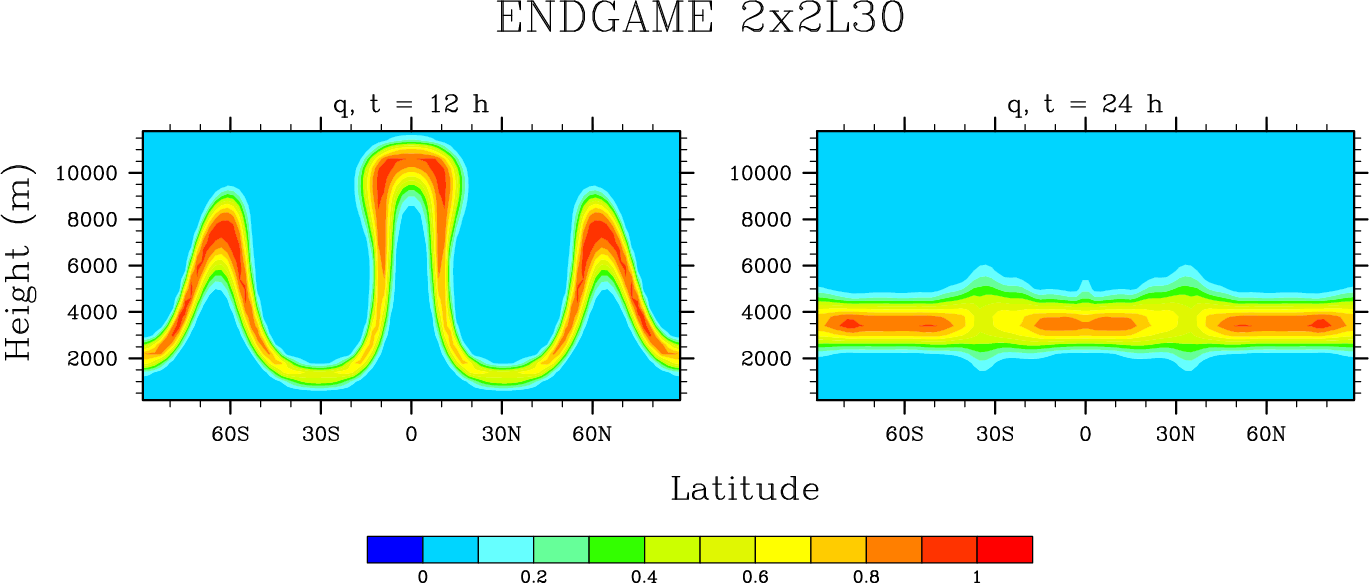 ENDGAME 2x2L30
q, t = 12 h
q, t = 24 h
Height (m)
10000
8000
6000
4000
2000
60S 30S 0 30N 60N
10000
8000
6000
4000
2000
60S 30S 0 30N 60N
Latitude
0 0.2 0.4 0.6 0.8 1